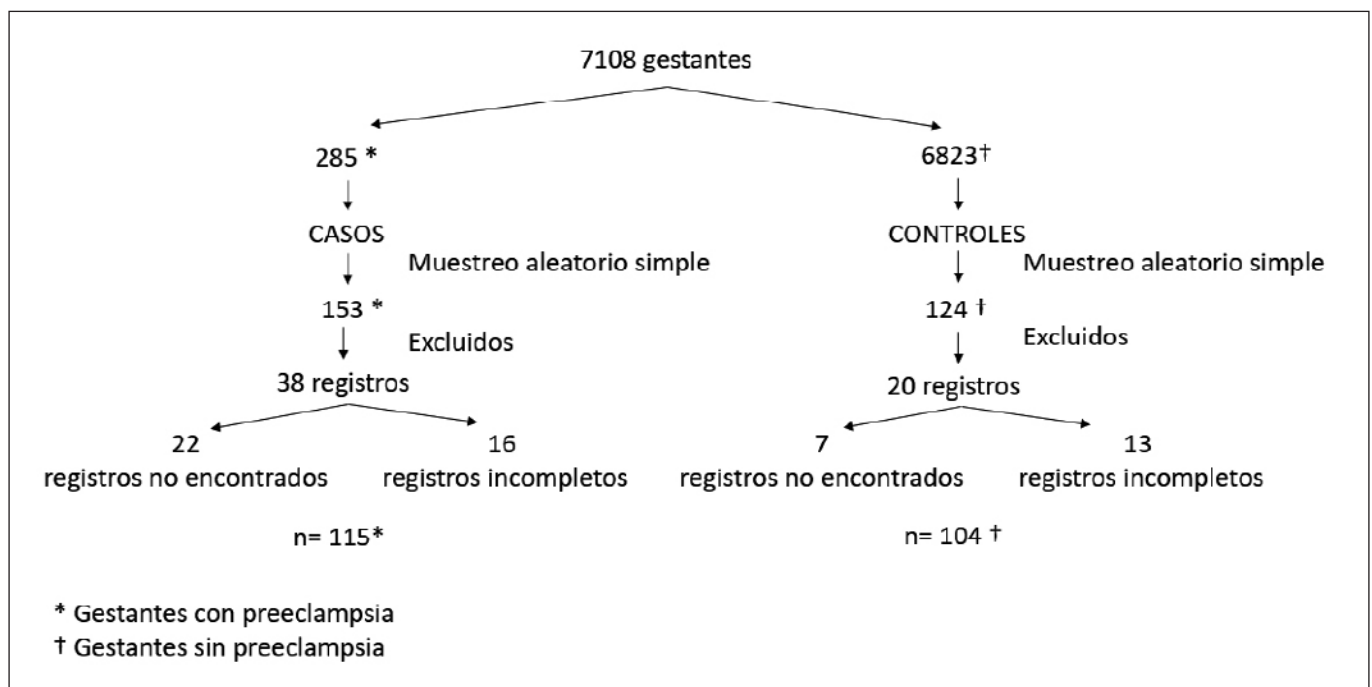 7108 gestantes
285 *
6823†
CASOS
CONTROLES
Muestreo aleatorio simple
Muestreo aleatorio simple
153 *
124 †
Excluidos
Excluidos
38 registros
20 registros
22
16
7
13
registros no encontrados
registros incompletos
registros no encontrados
registros incompletos
n= 115*
n= 104 †
* Gestantes con preeclampsia
† Gestantes sin preeclampsia